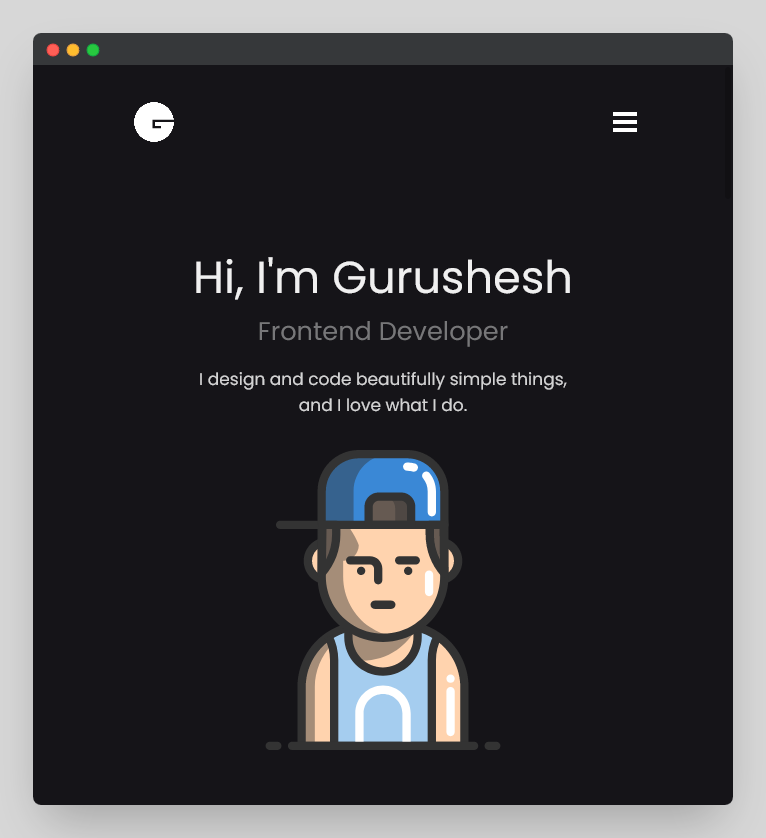 G
Hi, I'm Gurushesh
Frontend Developer
I design and code beautifully simple things,
and I love what I do.